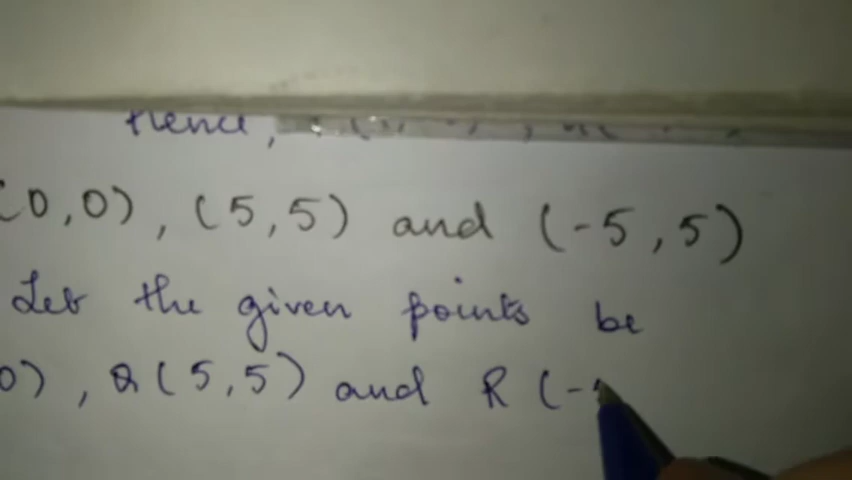 Hence,
(0,0), (5,5) and (-5,5)
Let the given points be
0), Q(5,5) and R(-